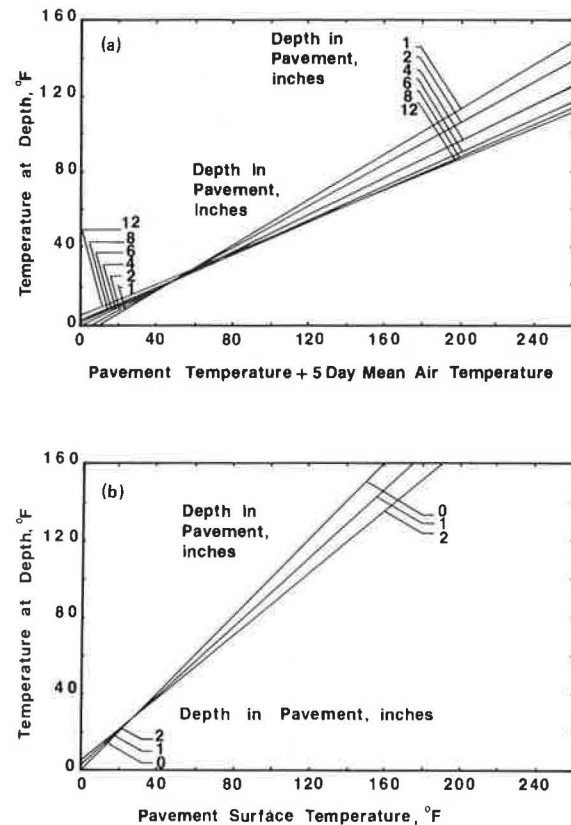 160
(a)
Depth in
Pavement,
inches
1
2
4
6
8
12
120
Temperature at Depth, °F
80
Depth in
Pavement,
Inches
40
12
8
6
4
2
1
0
0
40
80
120
160
200
240
Pavement Temperature + 5 Day Mean Air Temperature
160
(b)
Depth in
Pavement,
inches
0
1
2
120
Temperature at Depth, °F
80
40
Depth in Pavement, inches
2
1
0
0
0
40
80
120
160
200
240
Pavement Surface Temperature, °F